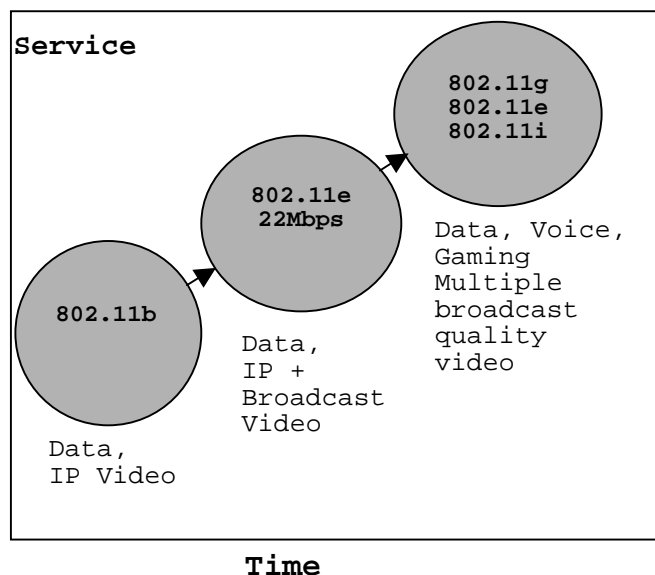 Service
802.11g
802.11e
802.11i
802.11e
22Mbps
Data, Voice,
Gaming
Multiple
broadcast
quality
video
802.11b
Data,
IP +
Broadcast
Video
Data,
IP Video
Time